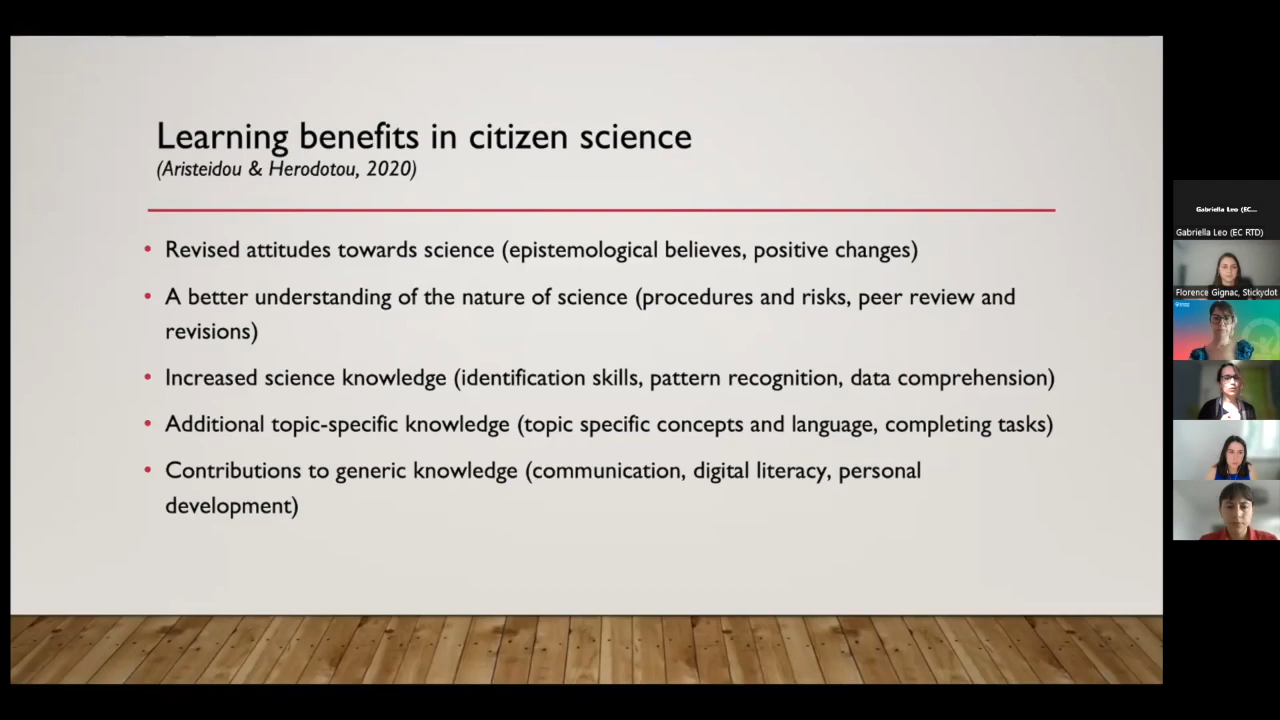 Learning benefits in citizen science
(Aristeidou & Herodotou, 2020)
• Revised attitudes towards science (epistemological believes, positive changes)
• A better understanding of the nature of science (procedures and risks, peer review and
revisions)
• Increased science knowledge (identification skills, pattern recognition, data comprehension)
• Additional topic-specific knowledge (topic specific concepts and language, completing tasks)
• Contributions to generic knowledge (communication, digital literacy, personal
development)
Gabriella Leo (EC...
Gabriella Leo (EC RTD)
Florence Gignac, Stickydot